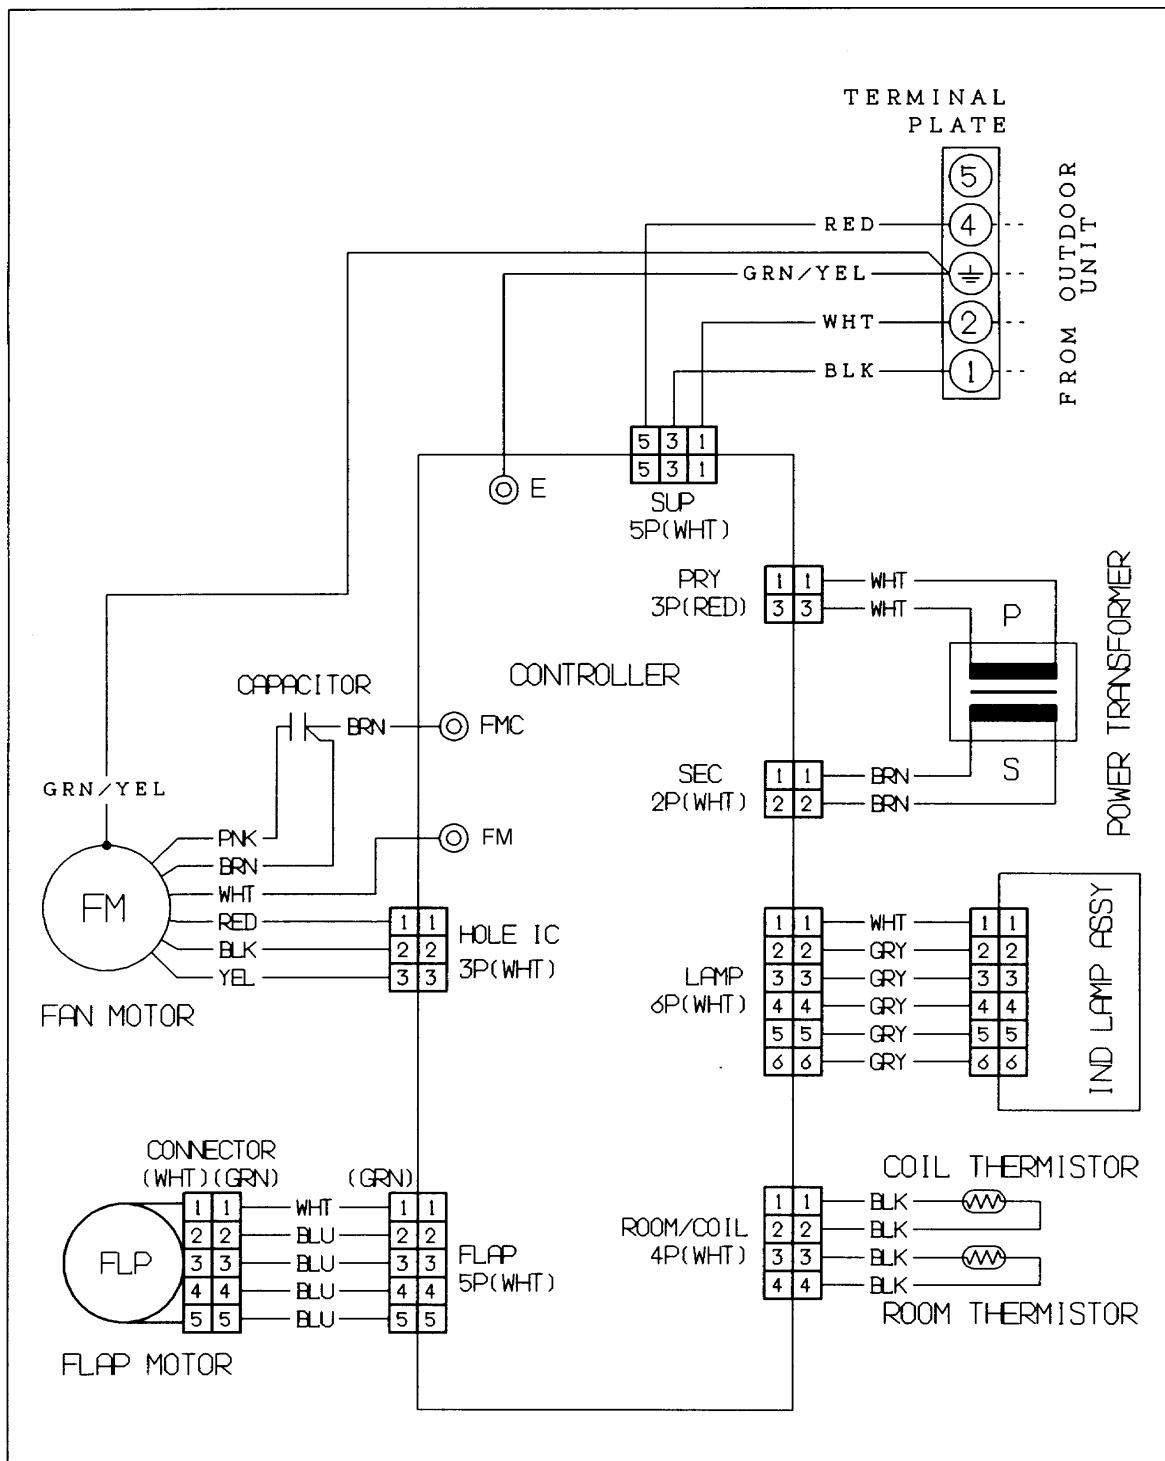 TERMINAL
PLATE
5
RED 4
GRN/YEL
WHT 2
BLK 1
FROM OUTDOOR
UNIT
5 3 1
5 3 1
E
SUP
5P(WHT)
PRY
3P(RED)
1 1 WHT
3 3 WHT
P
POWER TRANSFORMER
CONTROLLER
CAPACITOR
BRN FMC
SEC
2P(WHT)
1 1 BRN
2 2 BRN
S
GRN/YEL
FM
PNK
BRN
WHT FM
RED 1 1
BLK 2 2
YEL 3 3
HOLE IC
3P(WHT)
FAN MOTOR
LAMP
6P(WHT)
1 1 WHT 1 1
2 2 GRY 2 2
3 3 GRY 3 3
4 4 GRY 4 4
5 5 GRY 5 5
6 6 GRY 6 6
IND LAMP ASSY
CONNECTOR
(WHT)(GRN) (GRN)
FLP
1 1 WHT 1 1
2 2 BLU 2 2
3 3 BLU 3 3
4 4 BLU 4 4
5 5 BLU 5 5
FLAP
5P(WHT)
FLAP MOTOR
COIL THERMISTOR
ROOM/COIL
4P(WHT)
1 1 BLK
2 2 BLK
3 3 BLK
4 4 BLK
ROOM THERMISTOR